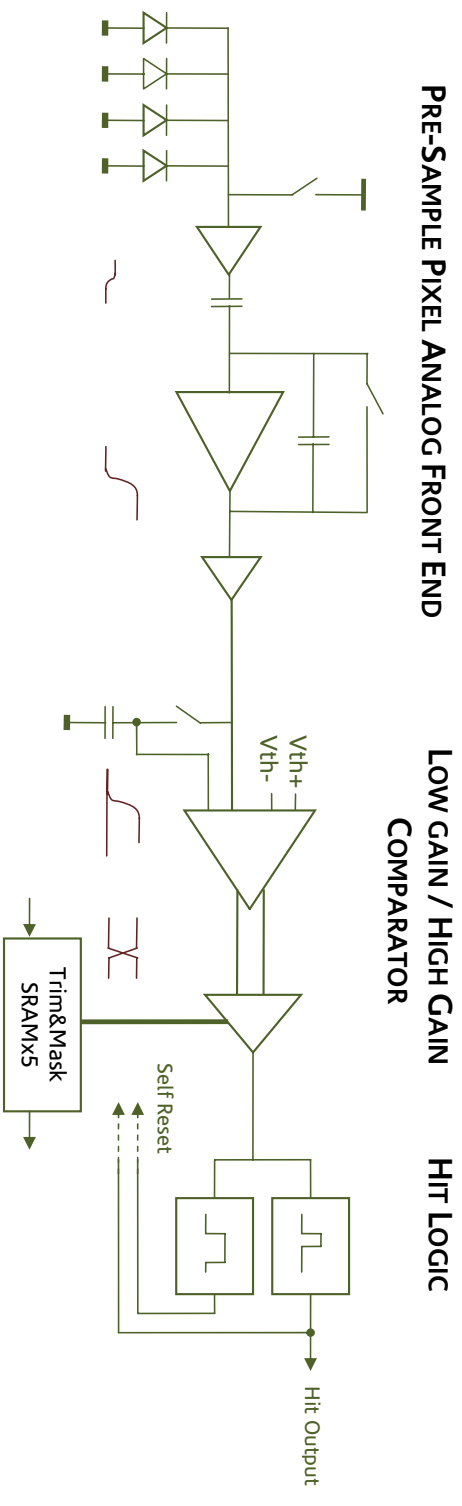 PRE-SAMPLE PIXEL ANALOG FRONT END
LOW GAIN / HIGH GAIN
COMPARATOR
HIT LOGIC
Vth+
Vth-
Trim&Mask
SRAMx5
Self Reset
Hit Output